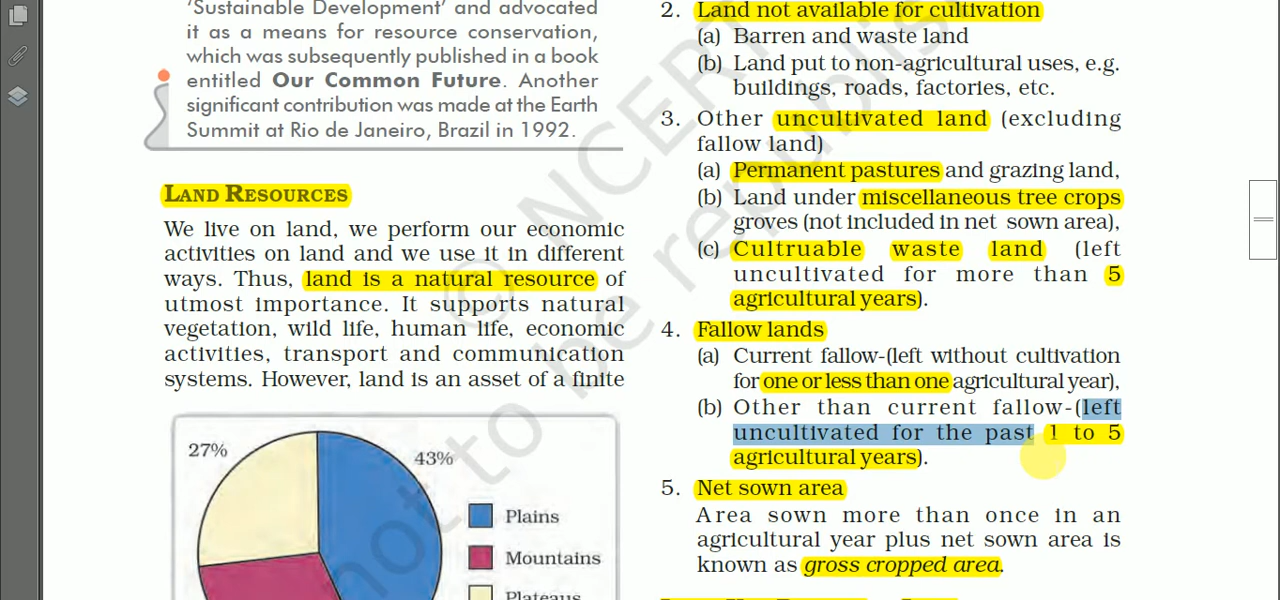 'Sustainable Development' and advocated
it as a means for resource conservation,
which was subsequently published in a book
entitled Our Common Future. Another
significant contribution was made at the Earth
Summit at Rio de Janeiro, Brazil in 1992.
LAND RESOURCES
We live on land, we perform our economic
activities on land and we use it in different
ways. Thus, land is a natural resource of
utmost importance. It supports natural
vegetation, wild life, human life, economic
activities, transport and communication
systems. However, land is an asset of a finite
27%
43%
Plains
Mountains
Plateaus
2. Land not available for cultivation
(a) Barren and waste land
(b) Land put to non-agricultural uses, e.g.
buildings, roads, factories, etc.
3. Other uncultivated land (excluding
fallow land)
(a) Permanent pastures and grazing land,
(b) Land under miscellaneous tree crops
groves (not included in net sown area),
(c) Cultruable waste land (left
uncultivated for more than 5
agricultural years).
4. Fallow lands
(a) Current fallow-(left without cultivation
for one or less than one agricultural year),
(b) Other than current fallow-(left
uncultivated for the past 1 to 5
agricultural years).
5. Net sown area
Area sown more than once in an
agricultural year plus net sown area is
known as gross cropped area.
© NCERT
not to be republis